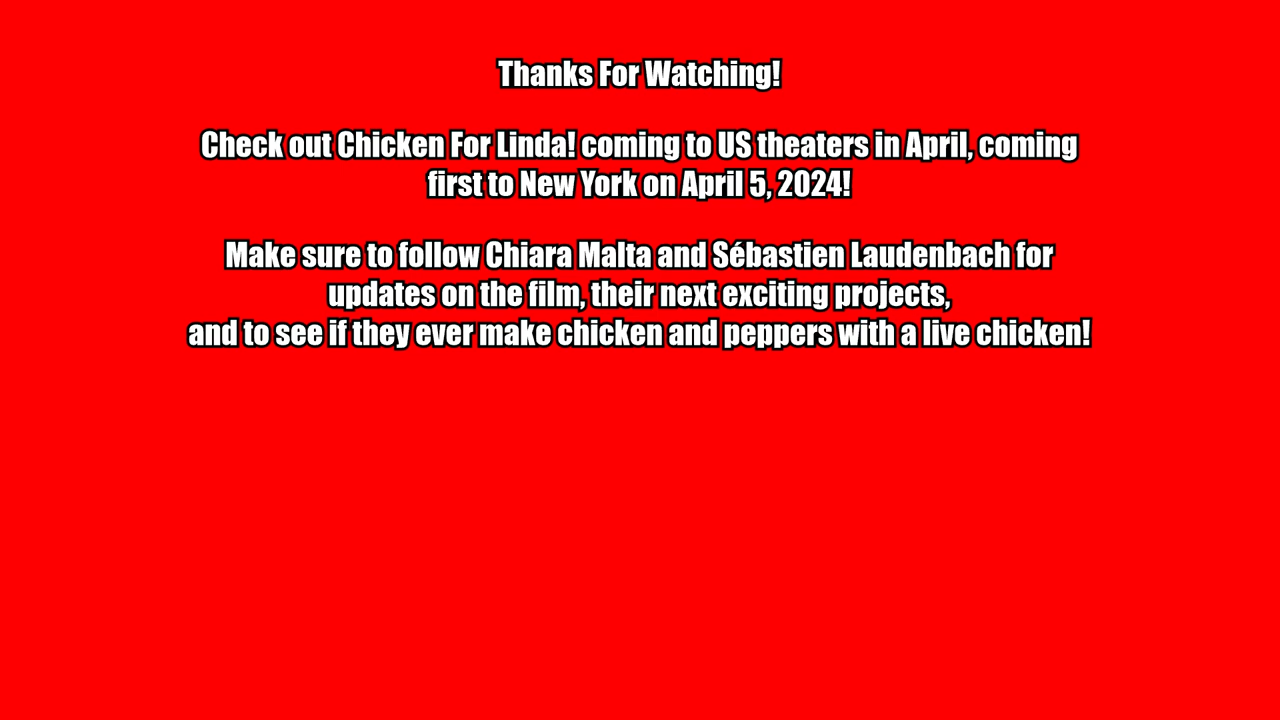 Thanks For Watching!
Check out Chicken For Linda! coming to US theaters in April, coming
first to New York on April 5, 2024!
Make sure to follow Chiara Malta and Sébastien Laudenbach for
updates on the film, their next exciting projects,
and to see if they ever make chicken and peppers with a live chicken!